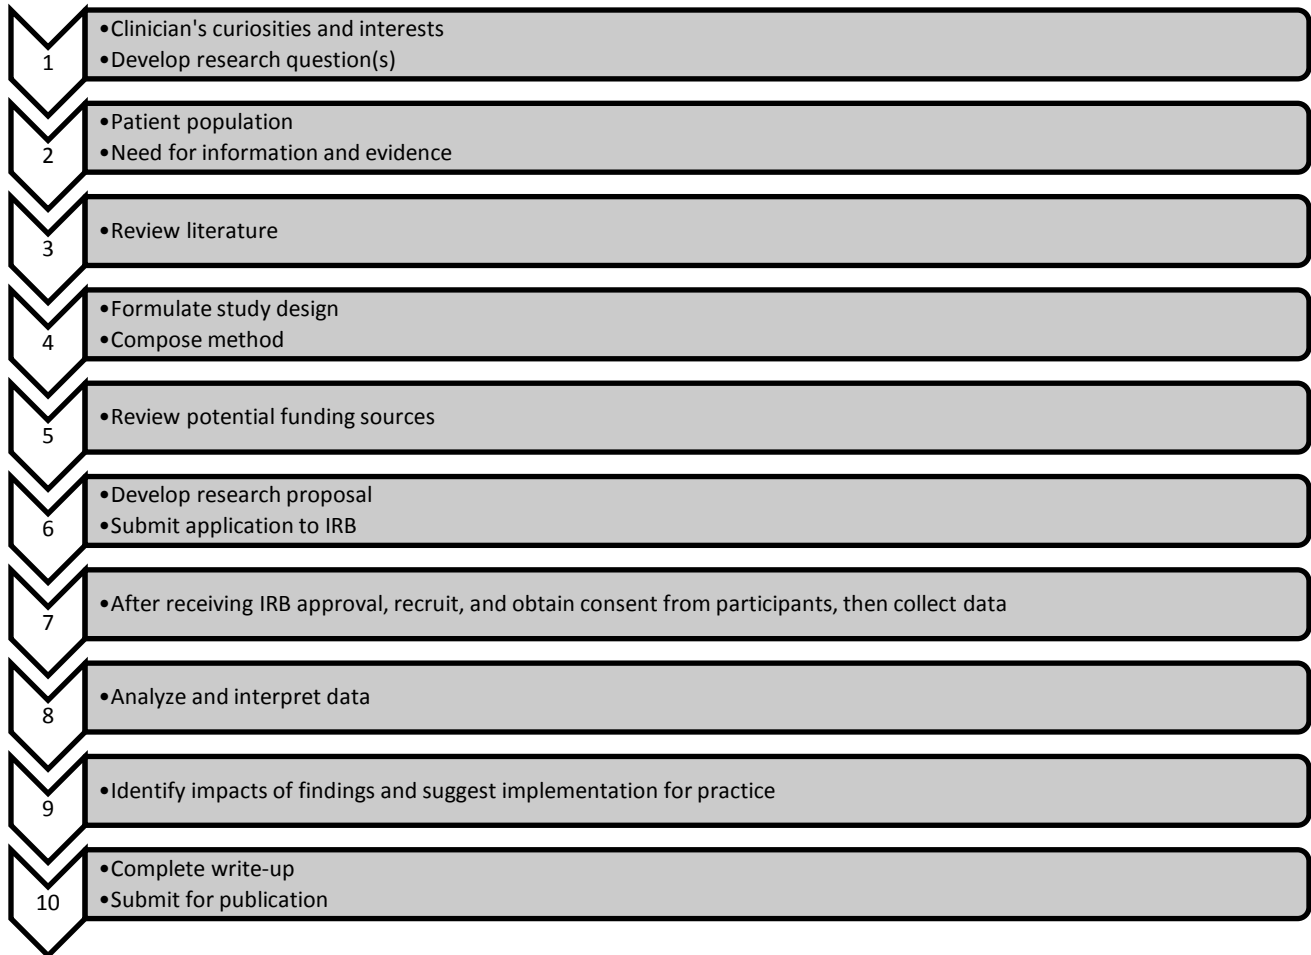 1
•Clinician's curiosities and interests
•Develop research question(s)
2
•Patient population
•Need for information and evidence
3
•Review literature
4
•Formulate study design
•Compose method
5
•Review potential funding sources
6
•Develop research proposal
•Submit application to IRB
7
•After receiving IRB approval, recruit, and obtain consent from participants, then collect data
8
•Analyze and interpret data
9
•Identify impacts of findings and suggest implementation for practice
10
•Complete write-up
•Submit for publication